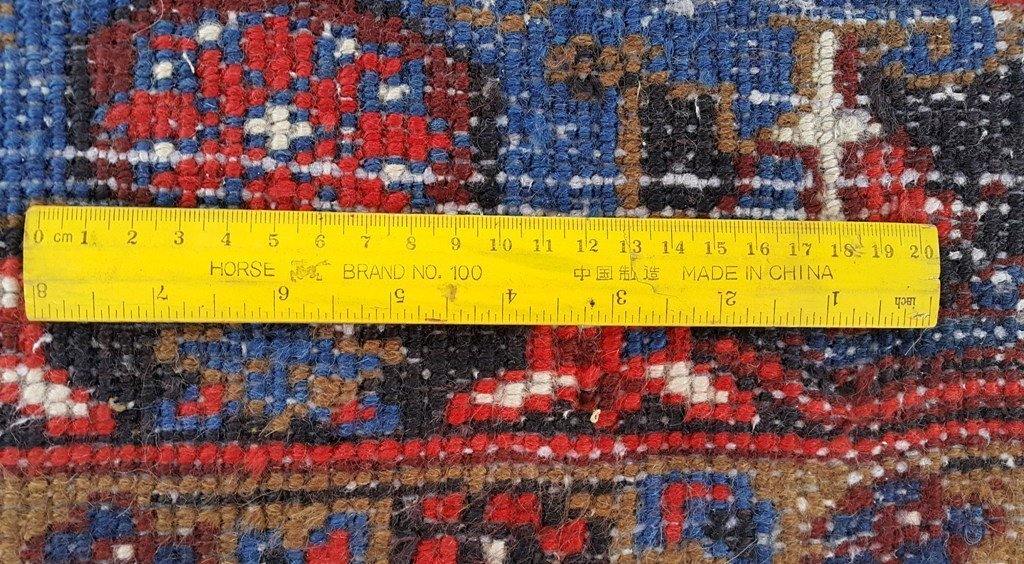 0 cm 1 2 3 4 5 6 7 8 9 10 11 12 13 14 15 16 17 18 19 20
HORSE BRAND NO. 100 中国制造 MADE IN CHINA
8 7 6 5 4 3 2 1 inch